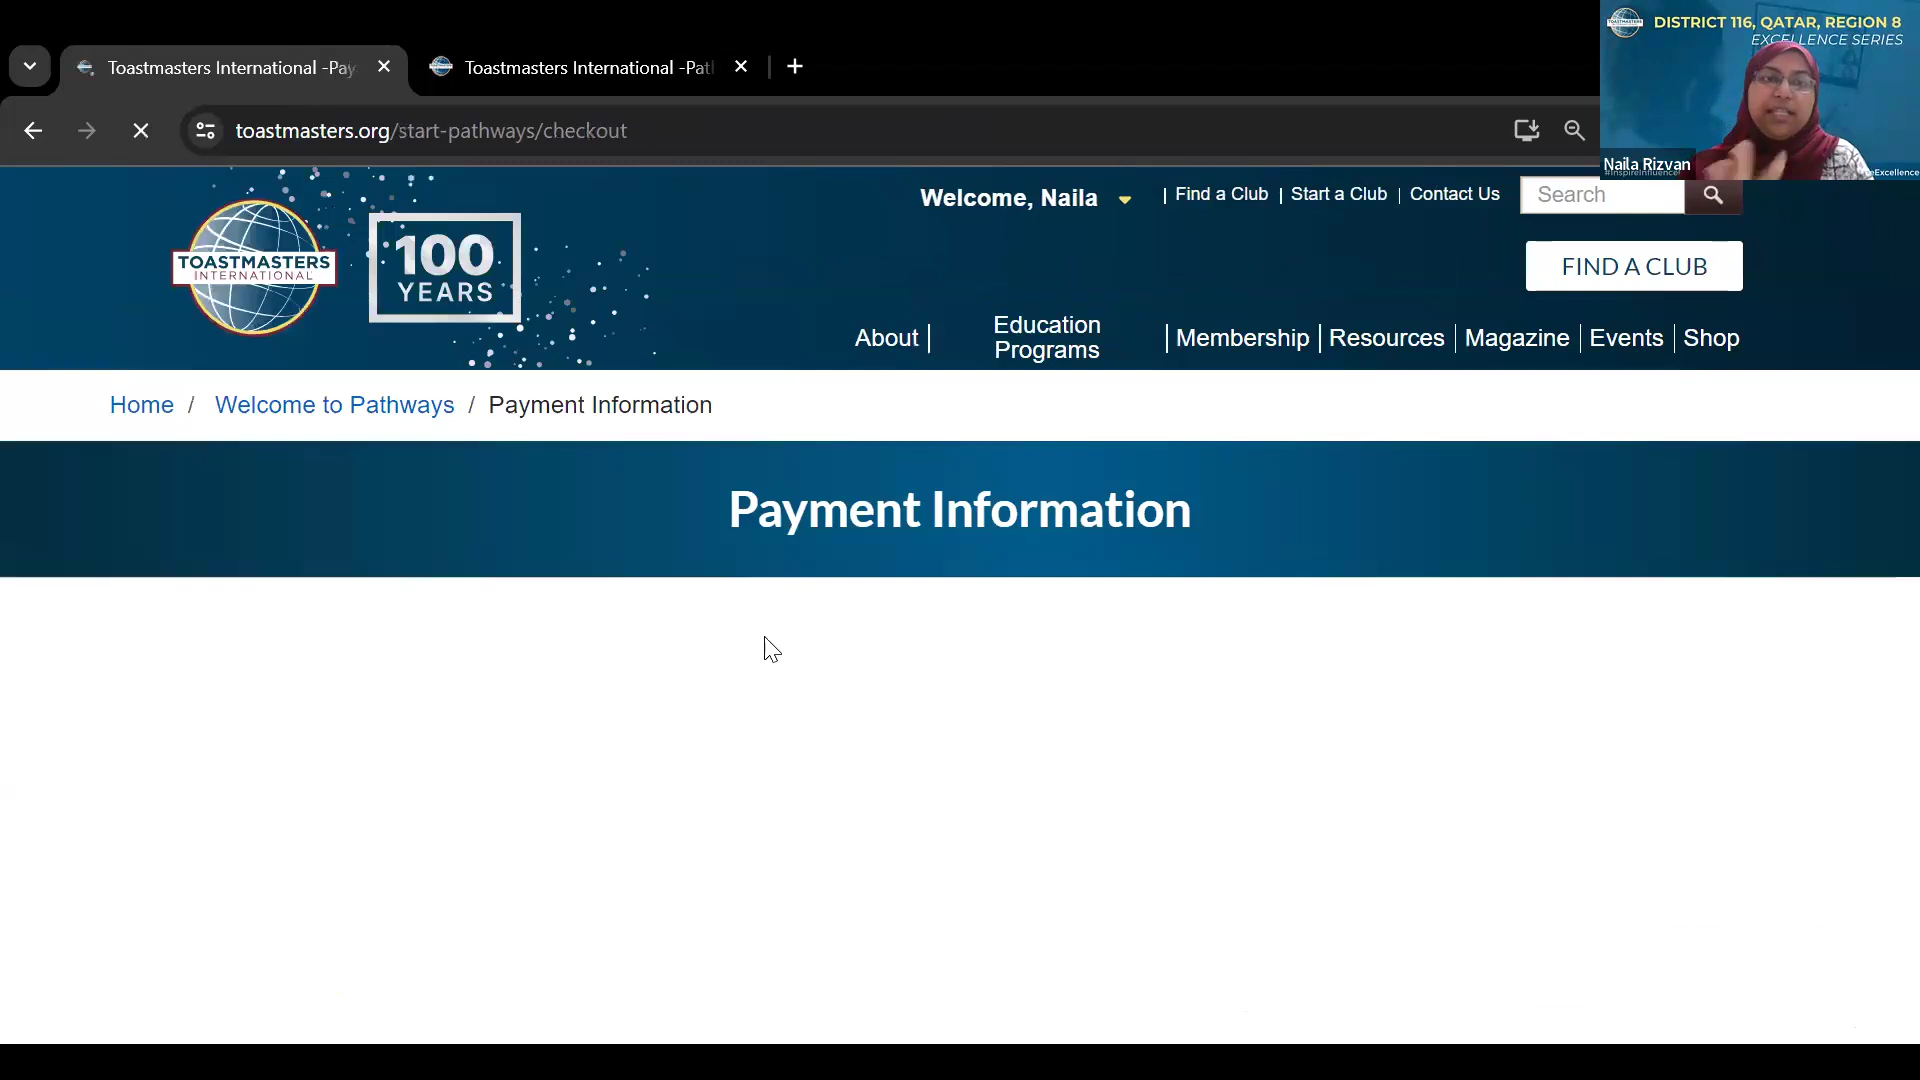 Toastmasters International -Pay
Toastmasters International -Pat
toastmasters.org/start-pathways/checkout
TOASTMASTERS
INTERNATIONAL
100
YEARS
Welcome, Naila
Find a Club
Start a Club
Contact Us
Search
FIND A CLUB
About
Education
Programs
Membership
Resources
Magazine
Events
Shop
Home / Welcome to Pathways / Payment Information
Payment Information
DISTRICT 116, QATAR, REGION 8
EXCELLENCE SERIES
Naila Rizvan